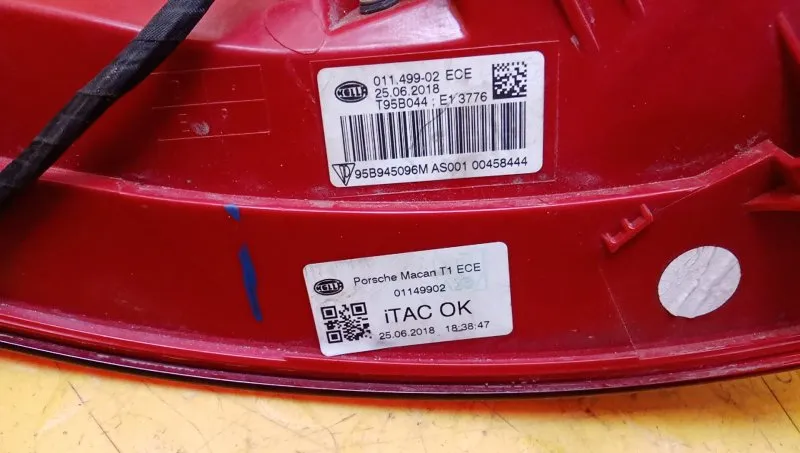 011.499-02 ECE
25.06.2018
T95B044 ; E1 3776
95B945096M AS001 00458444
Porsche Macan T1 ECE
01149902
iTAC OK
25.06.2018 18:38:47